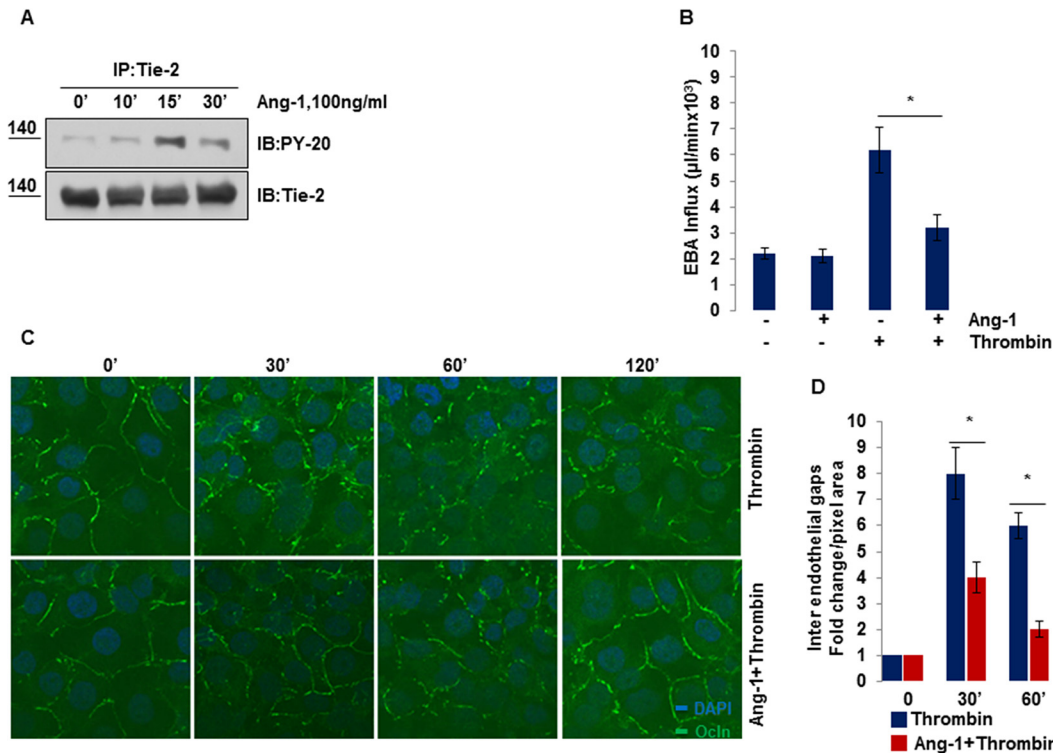 A
IP:Tie-2
0’ 10’ 15’ 30’ Ang-1,100ng/ml
140 IB:PY-20
140 IB:Tie-2
B
EBA Influx (µl/minx10³)
10
9
8
7
6
5
4
3
2
1
0
*
- + - + Ang-1
- - + + Thrombin
C
0’ 30’ 60’ 120’
Thrombin
Ang-1+Thrombin
DAPI
Ocln
D
Inter endothelial gaps
Fold change/pixel area
10
9
8
7
6
5
4
3
2
1
*
*
0 30’ 60’
Thrombin
Ang-1+Thrombin